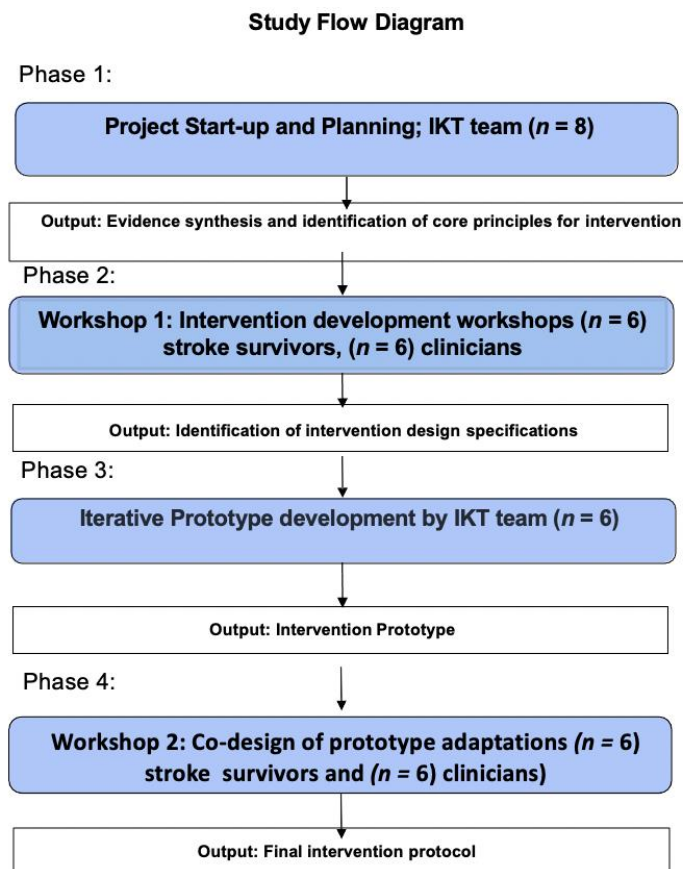 Study Flow Diagram
Phase 1:
Project Start-up and Planning; IKT team (n = 8)
Output: Evidence synthesis and identification of core principles for intervention
Phase 2:
Workshop 1: Intervention development workshops (n = 6)
stroke survivors, (n = 6) clinicians
Output: Identification of intervention design specifications
Phase 3:
Iterative Prototype development by IKT team (n = 6)
Output: Intervention Prototype
Phase 4:
Workshop 2: Co-design of prototype adaptations (n = 6)
stroke survivors and (n = 6) clinicians)
Output: Final intervention protocol